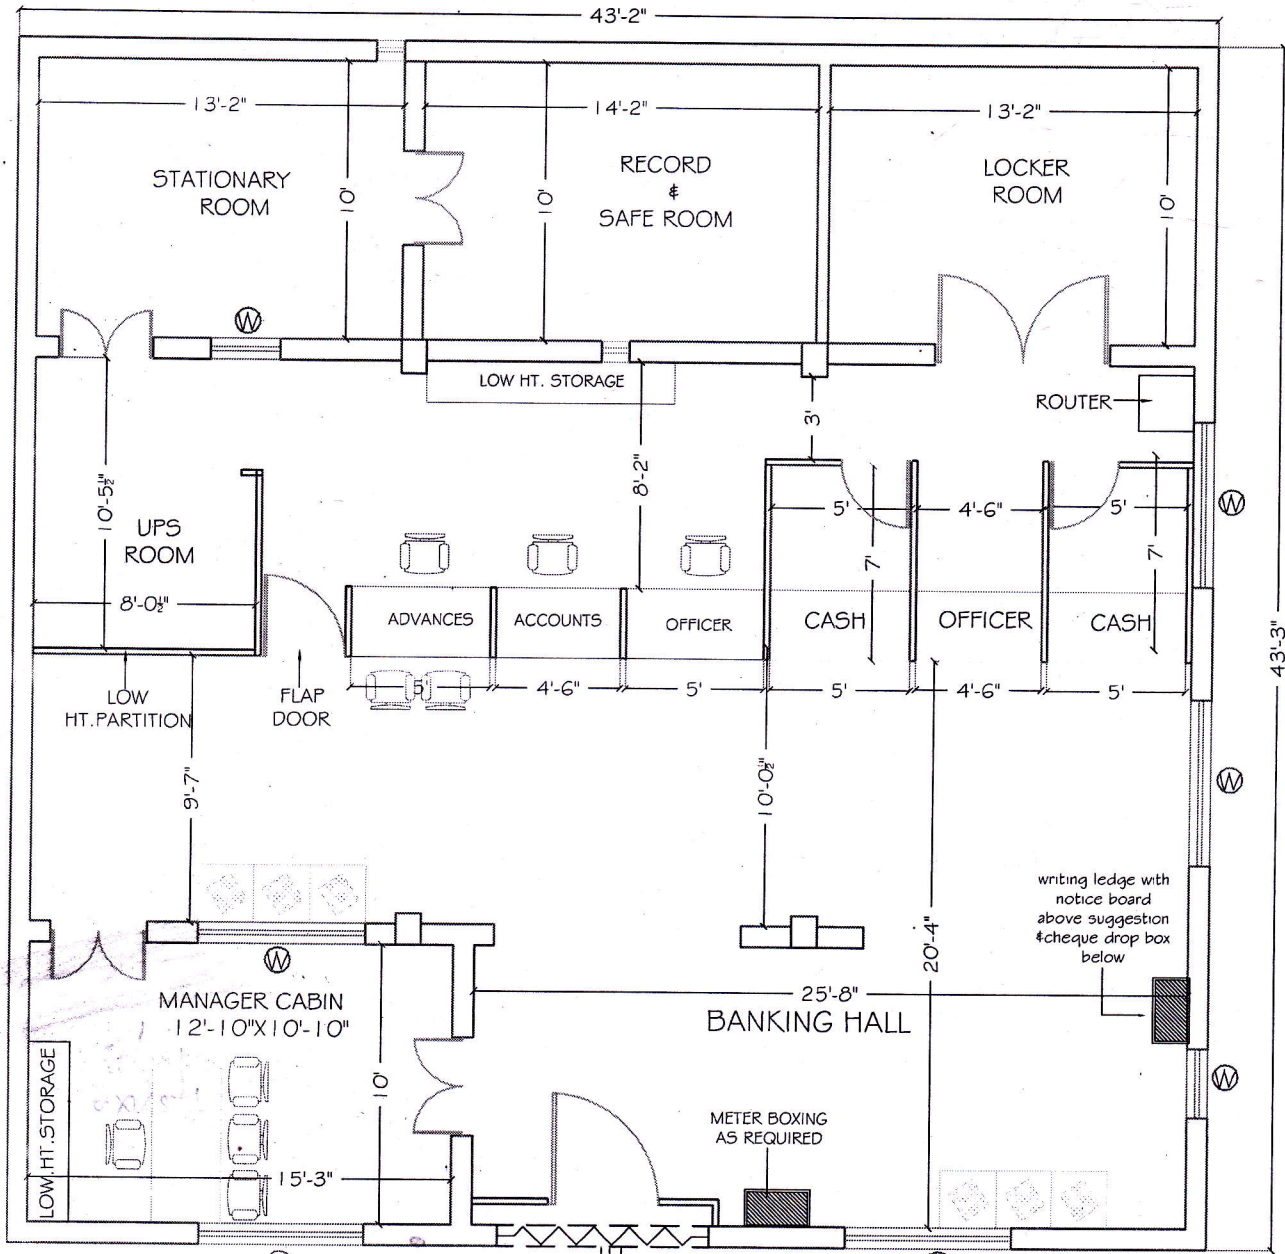 43'-2"
13'-2"
14'-2"
13'-2"
STATIONARY
ROOM
10'
RECORD
&
SAFE ROOM
10'
LOCKER
ROOM
10'
W
LOW HT. STORAGE
ROUTER
3'
8'-2"
10'-5½"
UPS
ROOM
8'-0½"
5'
4'-6"
5'
W
7'
7'
ADVANCES
ACCOUNTS
OFFICER
CASH
OFFICER
CASH
43'-3"
5'
4'-6"
5'
5'
4'-6"
5'
LOW
HT.PARTITION
FLAP
DOOR
9'-7"
10'-0½"
W
writing ledge with
notice board
above suggestion
&cheque drop box
below
20'-4"
W
MANAGER CABIN
12'-10"X10'-10"
25'-8"
BANKING HALL
LOW.HT.STORAGE
10'
W
METER BOXING
AS REQUIRED
15'-3"